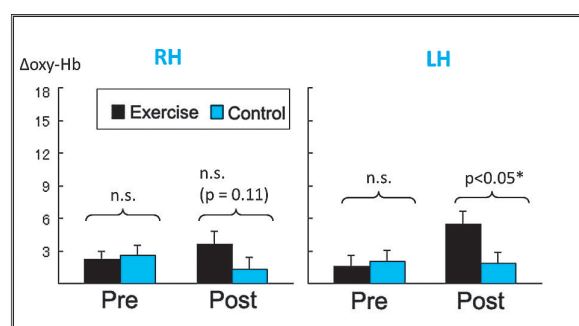 RH
LH
Δoxy-Hb
18
15
12
9
6
3
Exercise
Control
n.s.
n.s.
(p = 0.11)
n.s.
p<0.05*
Pre
Post
Pre
Post